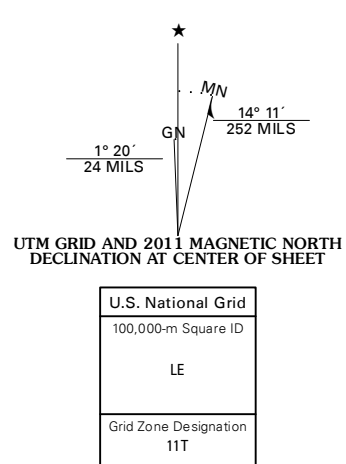 ★
MN
GN
14° 11´
252 MILS
1° 20´
24 MILS
UTM GRID AND 2011 MAGNETIC NORTH
DECLINATION AT CENTER OF SHEET
U.S. National Grid
100,000-m Square ID
LE
Grid Zone Designation
11T